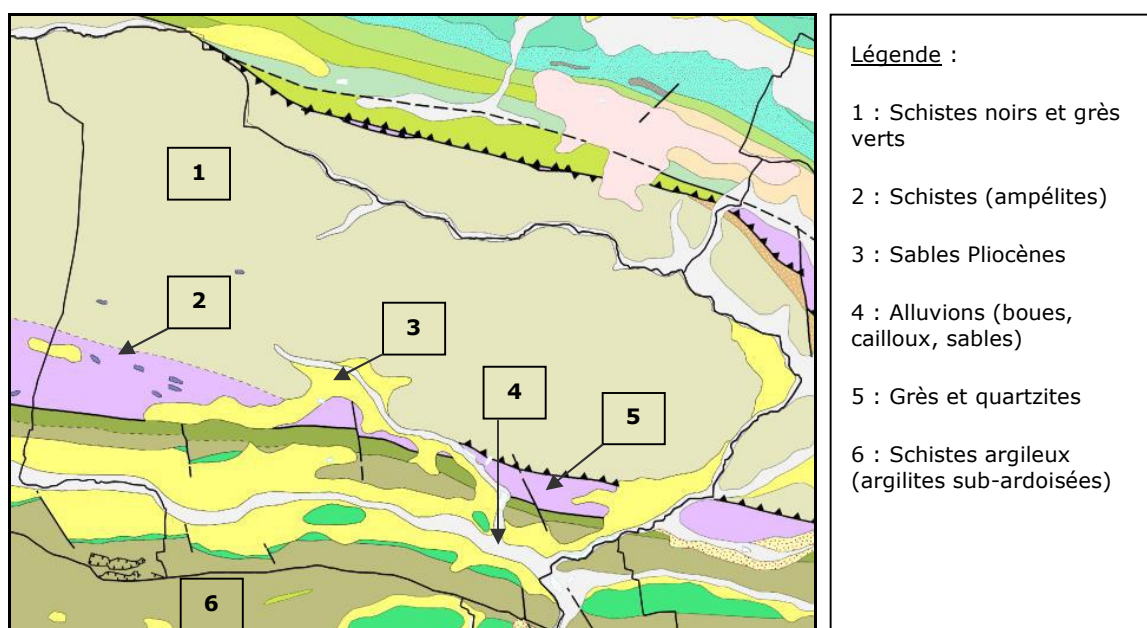 1
2
3
4
5
6
Légende :
1 : Schistes noirs et grès
verts
2 : Schistes (ampélites)
3 : Sables Pliocènes
4 : Alluvions (boues,
cailloux, sables)
5 : Grès et quartzites
6 : Schistes argileux
(argilites sub-ardoisées)